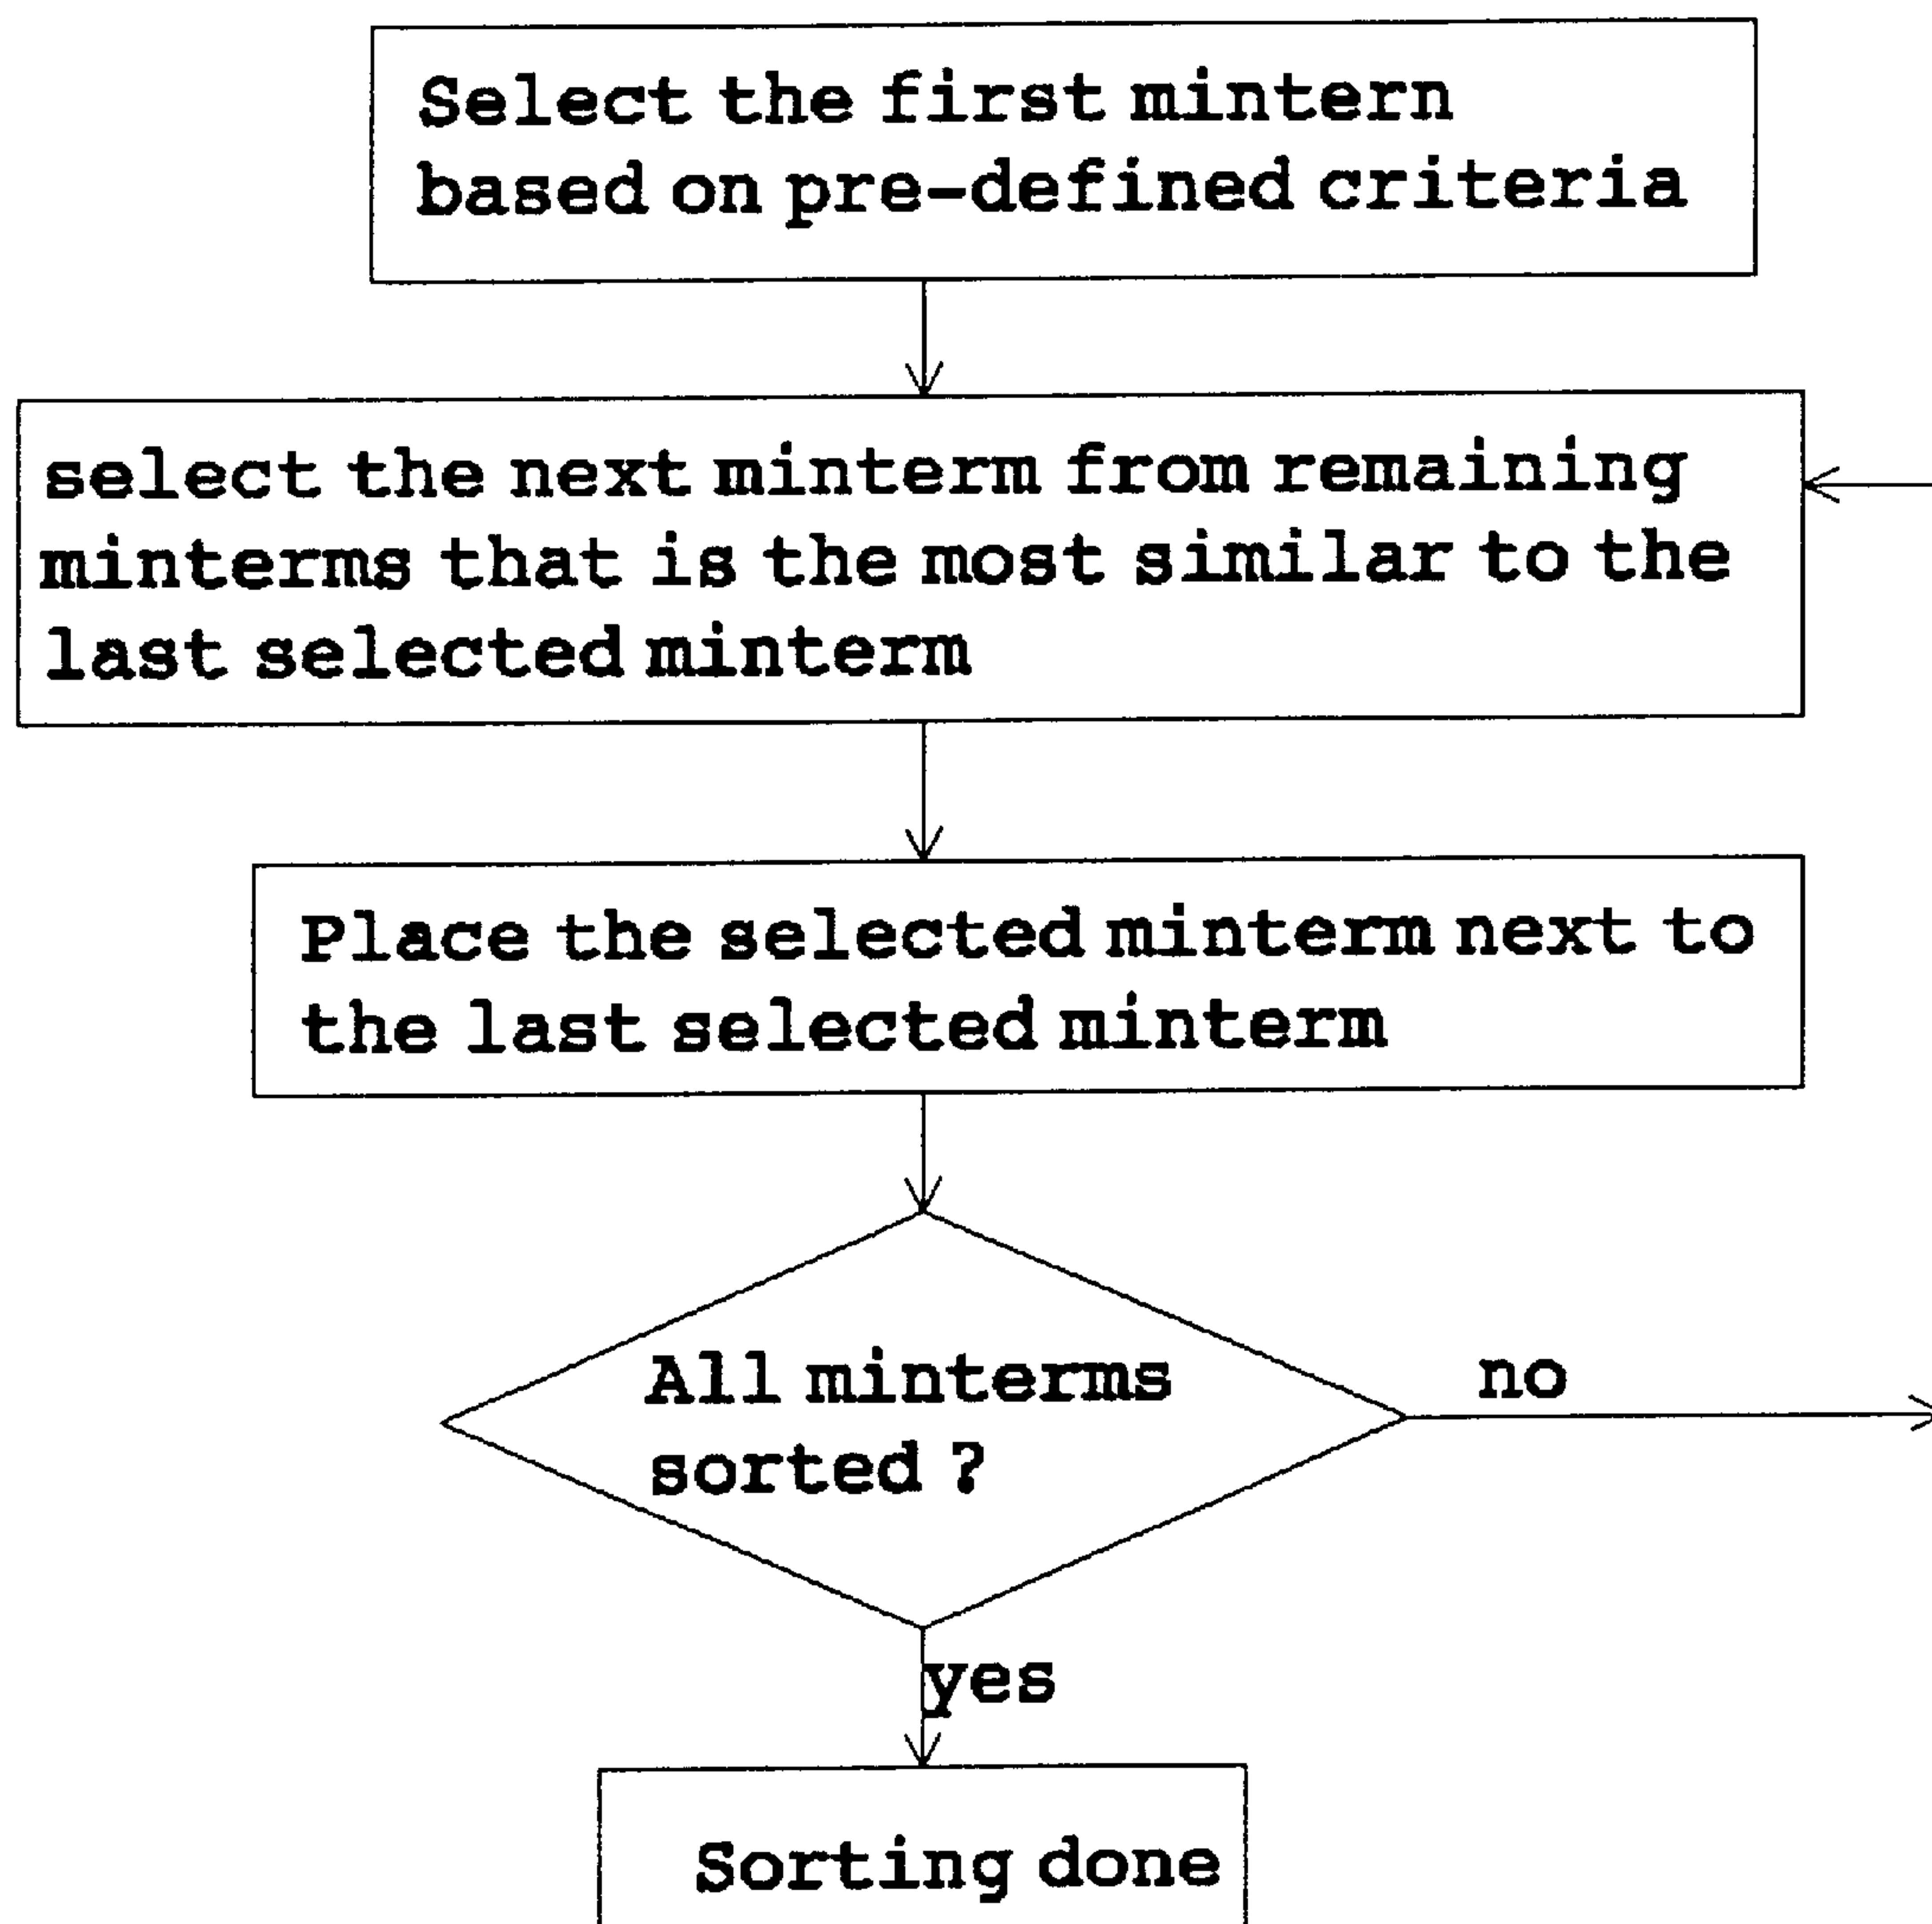 Select the first mintern
based on pre-defined criteria
select the next minterm from remaining
minterms that is the most similar to the
last selected minterm
Place the selected minterm next to
the last selected minterm
All minterms
sorted ?
no
yes
Sorting done